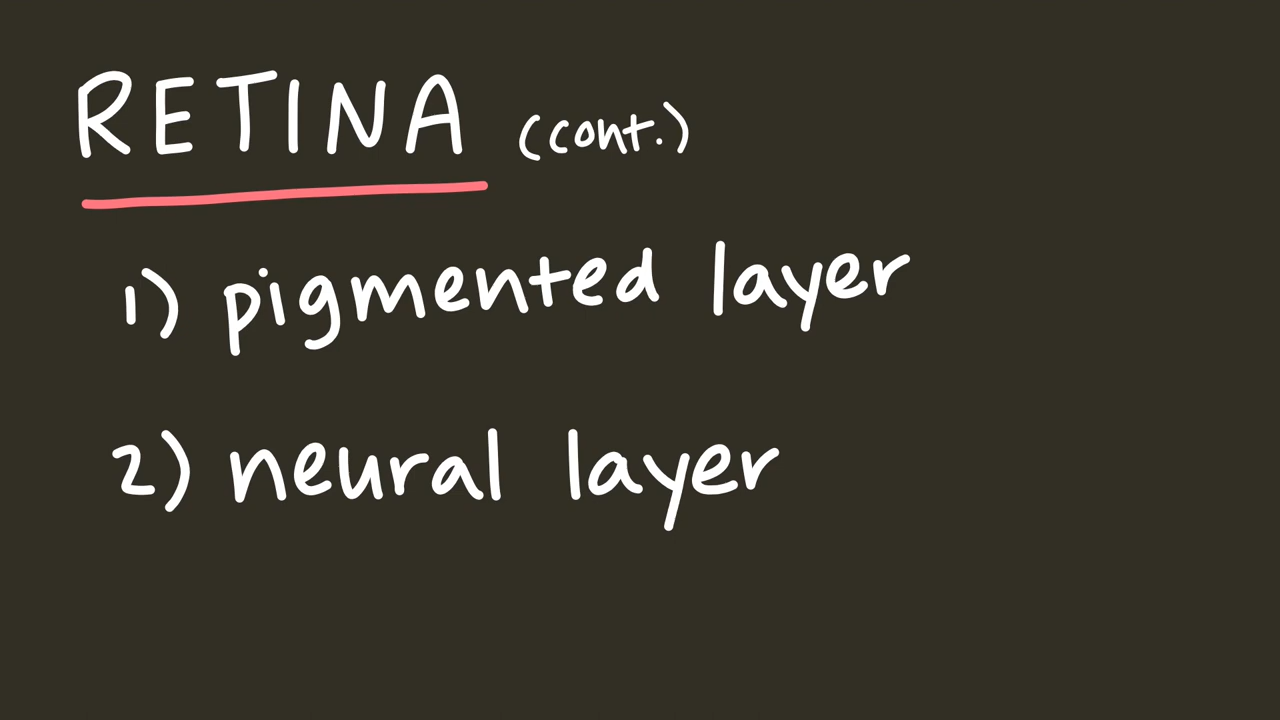 RETINA (cont.)
1) pigmented layer
2) neural layer